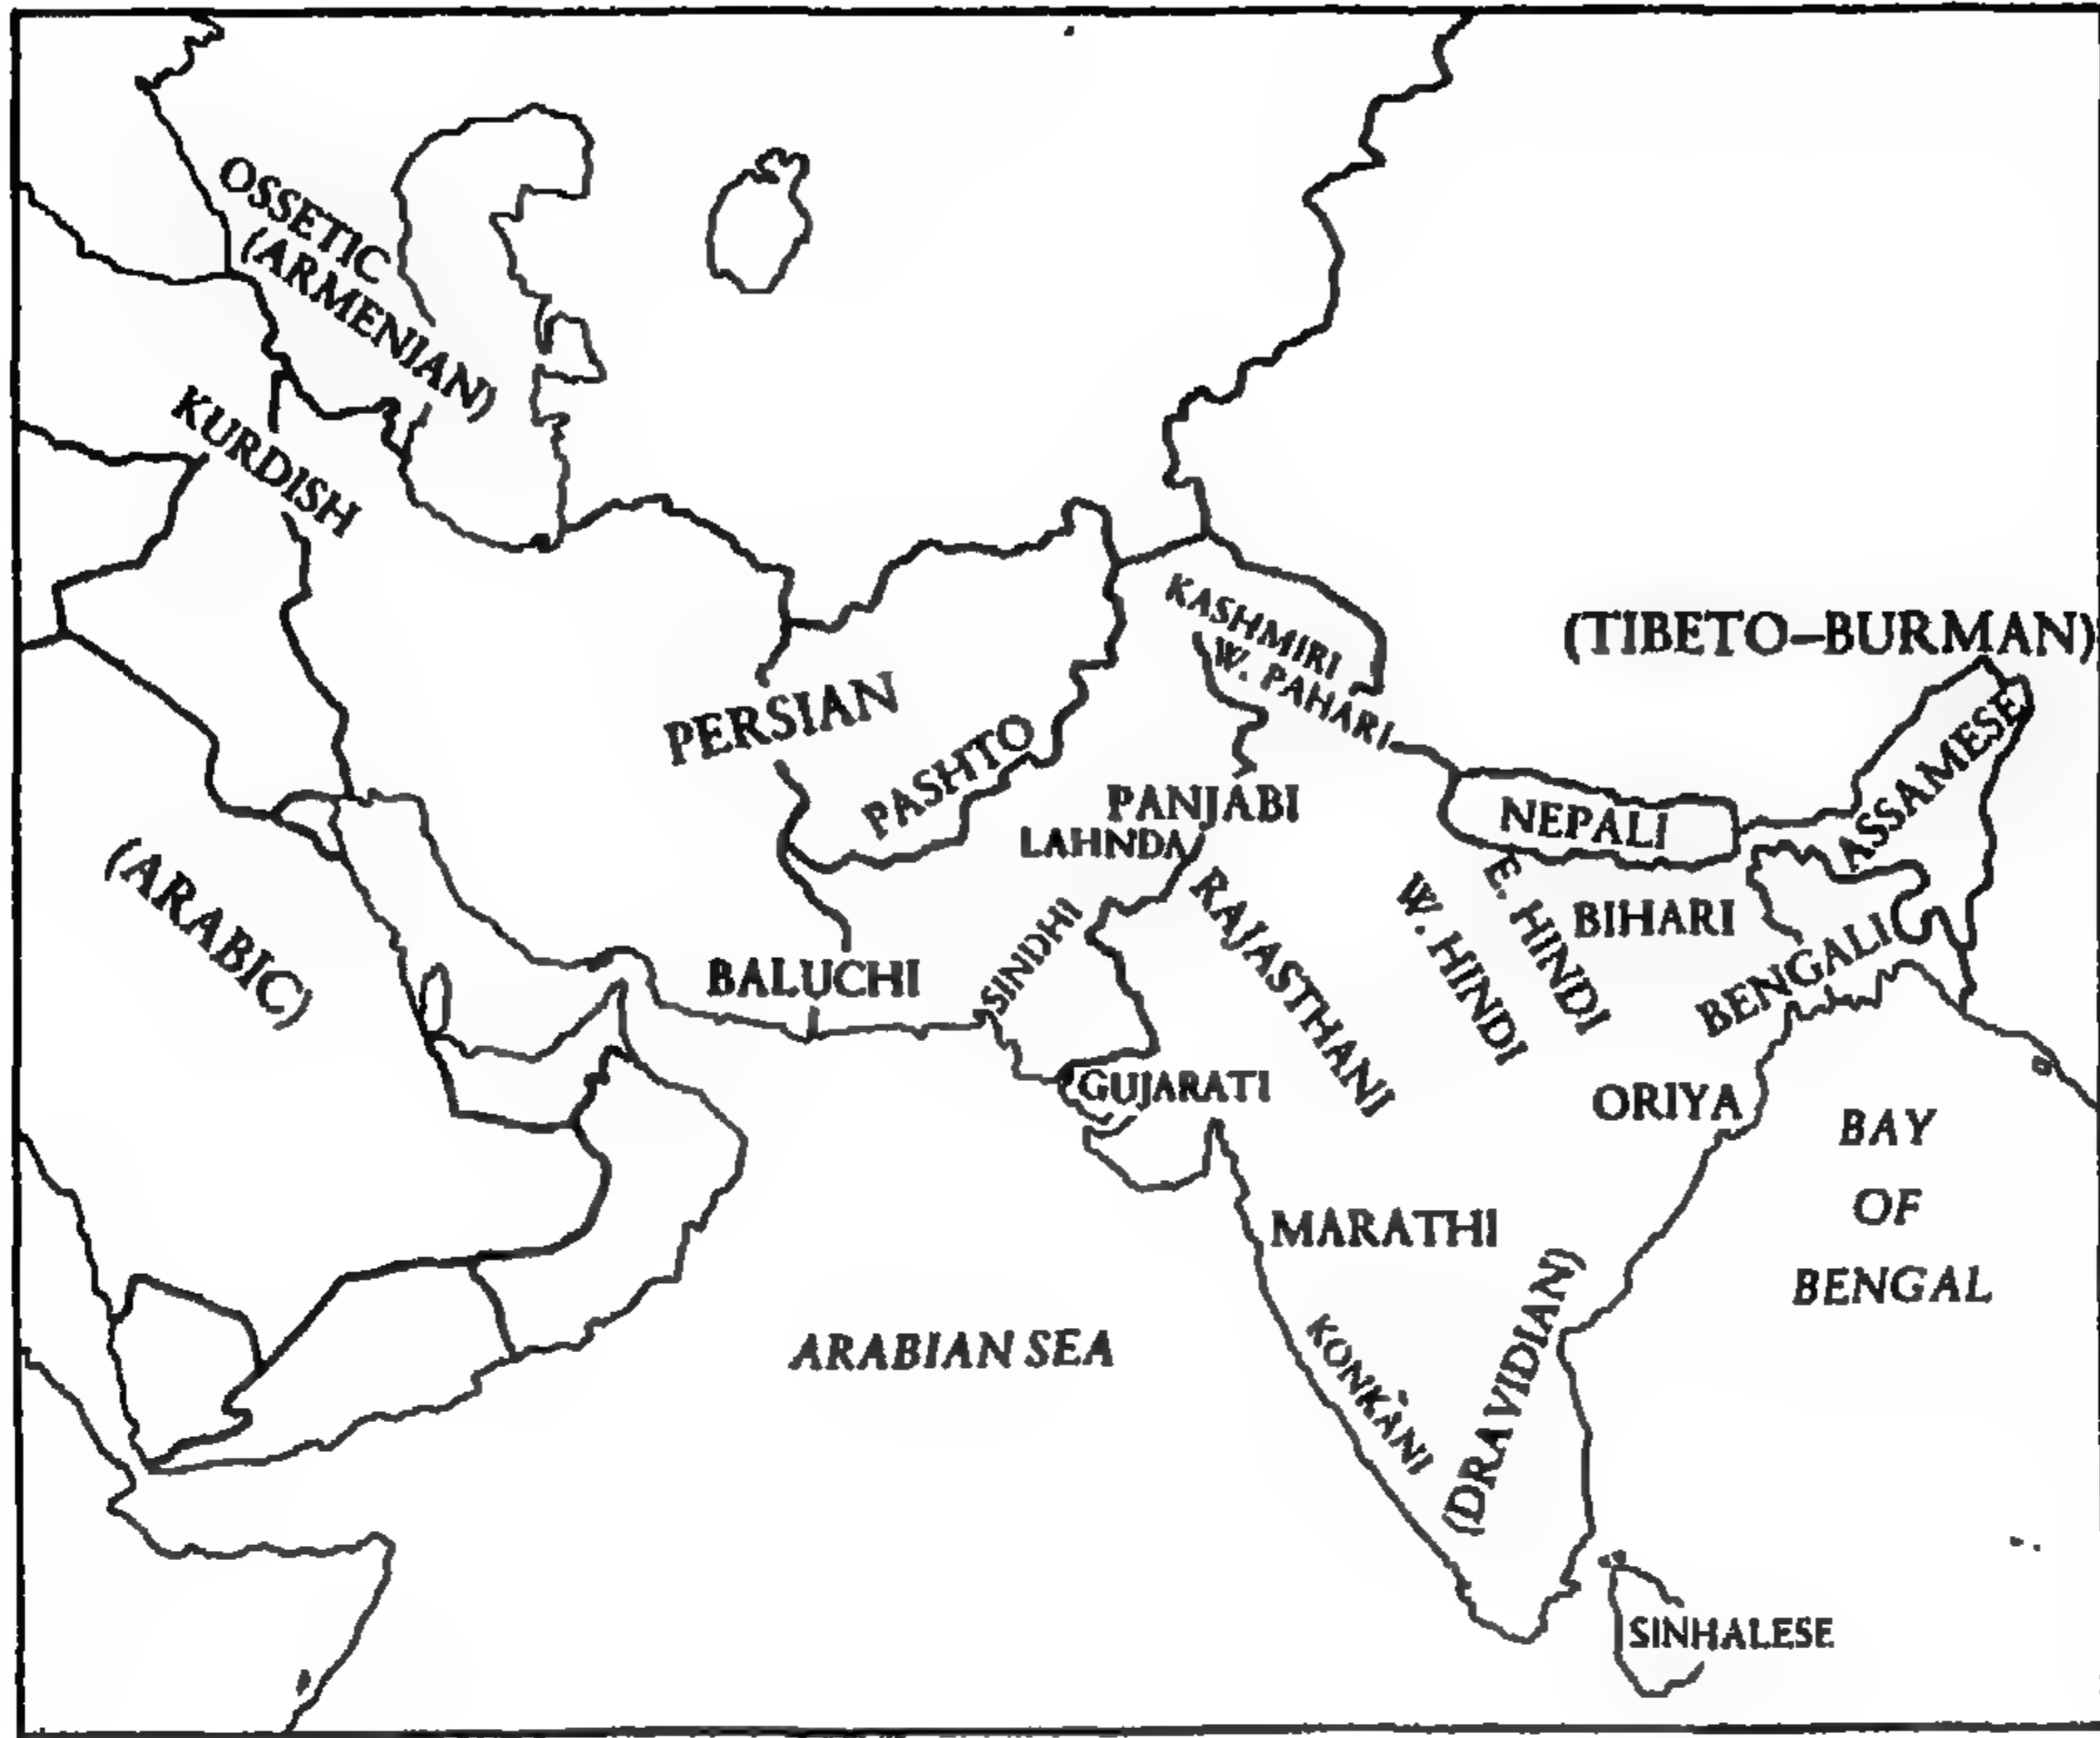 OSSETIC
(ARMENIAN)
KURDISH
KASHMIRI
(TIBETO–BURMAN)
W. PAHARI
PERSIAN
PASHTO
ASSAMESE
PANJABI
NEPALI
LAHNDA
(ARABIC)
RAJASTHANI
W. HINDI
E. HINDI
BIHARI
SINDHI
BENGALI
BALUCHI
GUJARATI
ORIYA
BAY
OF
BENGAL
MARATHI
ARABIAN SEA
KONKANI
(DRAVIDIAN)
SINHALESE